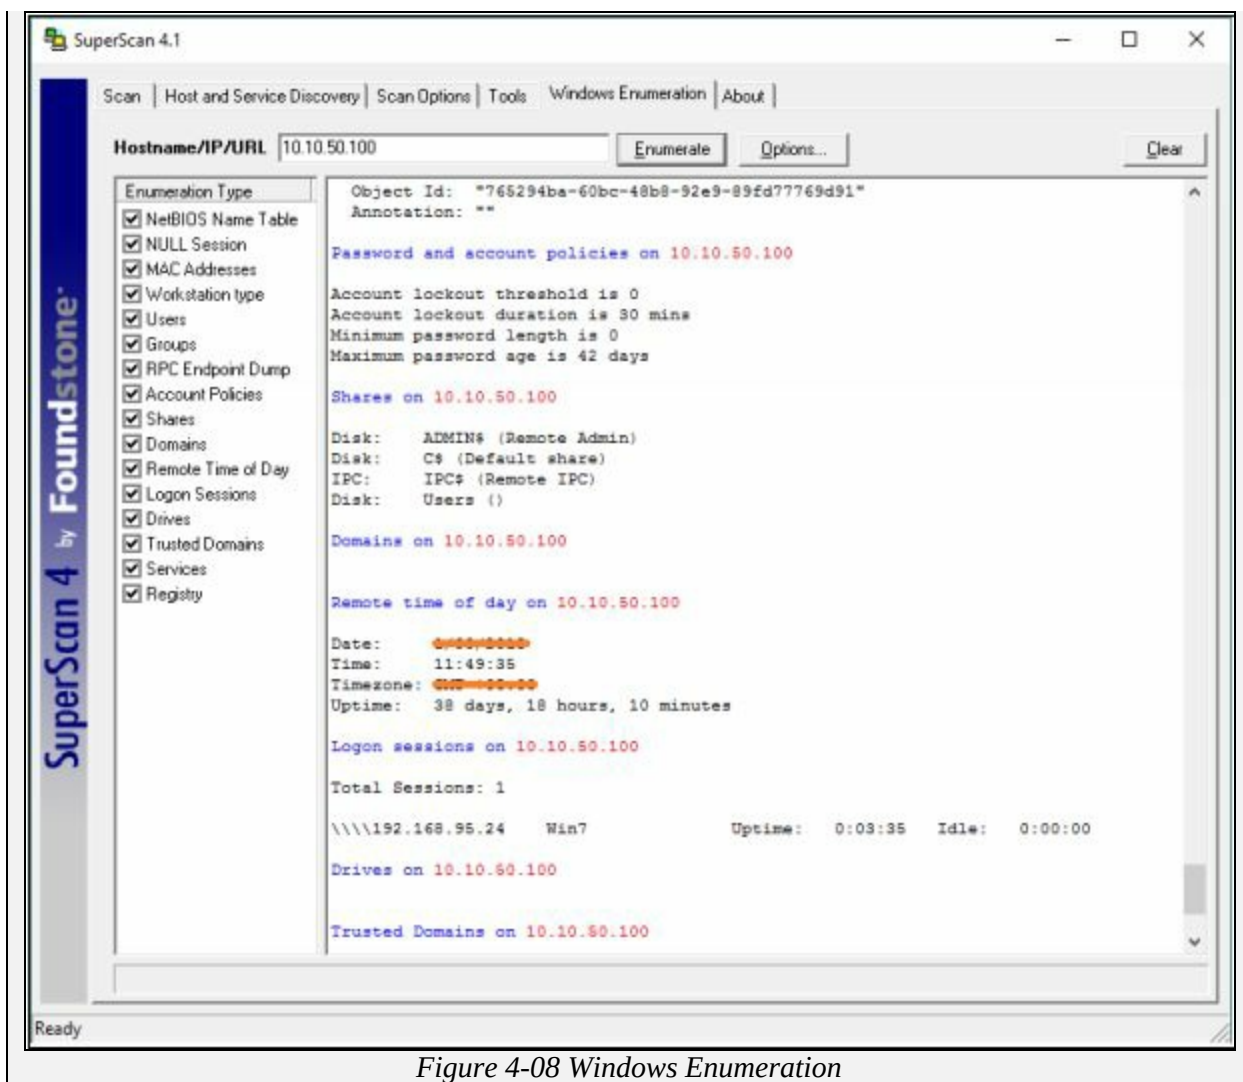 SuperScan 4.1
Scan Host and Service Discovery Scan Options Tools Windows Enumeration About
Hostname/IP/URL 10.10.50.100 Enumerate Options... Clear
Enumeration Type
NetBIOS Name Table
NULL Session
MAC Addresses
Workstation type
Users
Groups
RPC Endpoint Dump
Account Policies
Shares
Domains
Remote Time of Day
Logon Sessions
Drives
Trusted Domains
Services
Registry
Object Id: "765294ba-60bc-48b8-92e9-89fd77769d91"
Annotation: ""
Password and account policies on 10.10.50.100
Account lockout threshold is 0
Account lockout duration is 30 mins
Minimum password length is 0
Maximum password age is 42 days
Shares on 10.10.50.100
Disk: ADMIN$ (Remote Admin)
Disk: C$ (Default share)
IPC: IPC$ (Remote IPC)
Disk: Users ()
Domains on 10.10.50.100
Remote time of day on 10.10.50.100
Date:
Time: 11:49:35
Timezone:
Uptime: 38 days, 18 hours, 10 minutes
Logon sessions on 10.10.50.100
Total Sessions: 1
\\\\192.168.95.24 Win7 Uptime: 0:03:35 Idle: 0:00:00
Drives on 10.10.50.100
Trusted Domains on 10.10.50.100
SuperScan 4 by Foundstone
Ready
Figure 4-08 Windows Enumeration